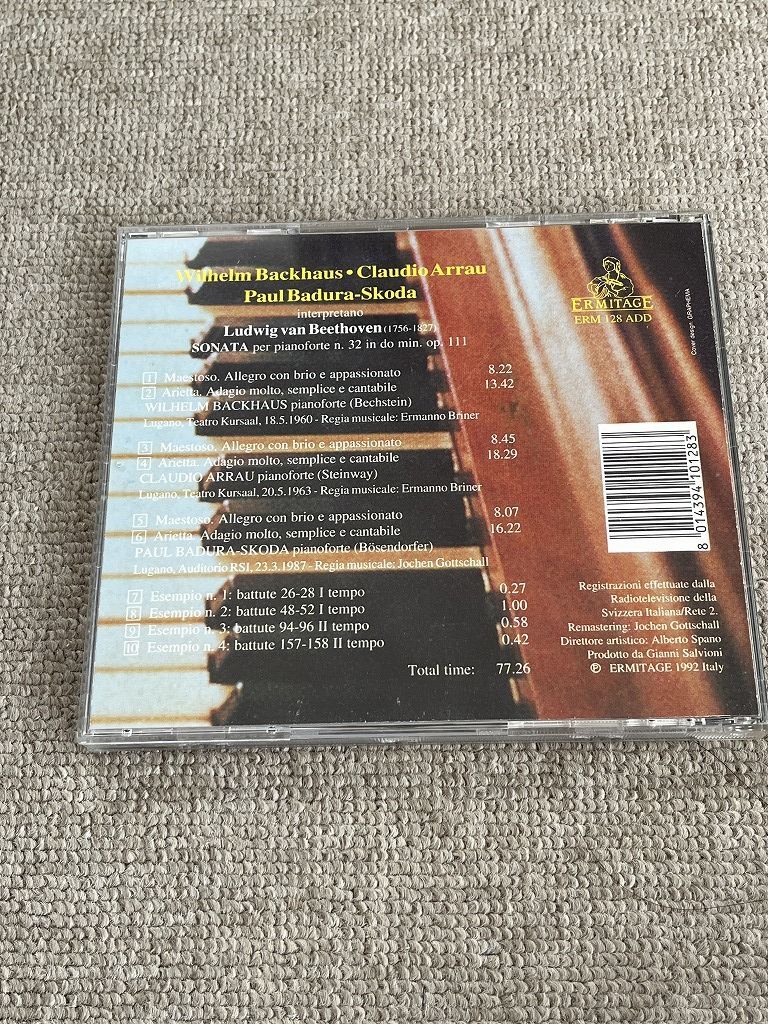 Wilhelm Backhaus • Claudio Arrau
Paul Badura-Skoda
interpretano
Ludwig van Beethoven (1756-1827)
SONATA per pianoforte n. 32 in do min. op. 111
1 Maestoso. Allegro con brio e appassionato 8.22
2 Arietta. Adagio molto, semplice e cantabile 13.42
WILHELM BACKHAUS pianoforte (Bechstein)
Lugano, Teatro Kursaal, 18.5.1960 - Regia musicale: Ermanno Briner
3 Maestoso. Allegro con brio e appassionato 8.45
4 Arietta. Adagio molto, semplice e cantabile 18.29
CLAUDIO ARRAU pianoforte (Steinway)
Lugano, Teatro Kursaal, 20.5.1963 - Regia musicale: Ermanno Briner
5 Maestoso. Allegro con brio e appassionato 8.07
6 Arietta. Adagio molto, semplice e cantabile 16.22
PAUL BADURA-SKODA pianoforte (Bösendorfer)
Lugano, Auditorio RSI, 23.3.1987 - Regia musicale: Jochen Gottschall
7 Esempio n. 1: battute 26-28 I tempo 0.27
8 Esempio n. 2: battute 48-52 I tempo 1.00
9 Esempio n. 3: battute 94-96 II tempo 0.58
10 Esempio n. 4: battute 157-158 II tempo 0.42
Total time: 77.26
ERMITAGE
ERM 128 ADD
Cover design: GRAPHEMA
8 014394 101283
Registrazioni effettuate dalla
Radiotelevisione della
Svizzera Italiana/Rete 2.
Remastering: Jochen Gottschall
Direttore artistico: Alberto Spano
Prodotto da Gianni Salvioni
℗ ERMITAGE 1992 Italy